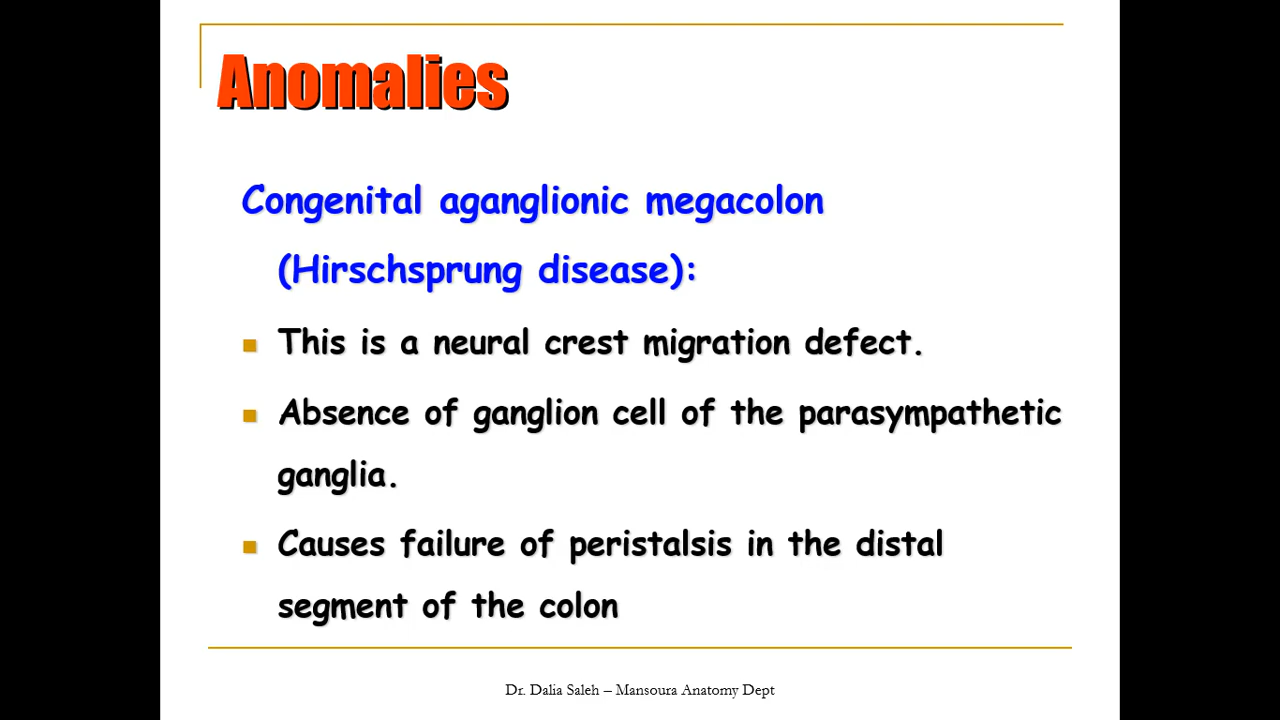 Anomalies
Congenital aganglionic megacolon
(Hirschsprung disease):
This is a neural crest migration defect.
Absence of ganglion cell of the parasympathetic
ganglia.
Causes failure of peristalsis in the distal
segment of the colon
Dr. Dalia Saleh – Mansoura Anatomy Dept